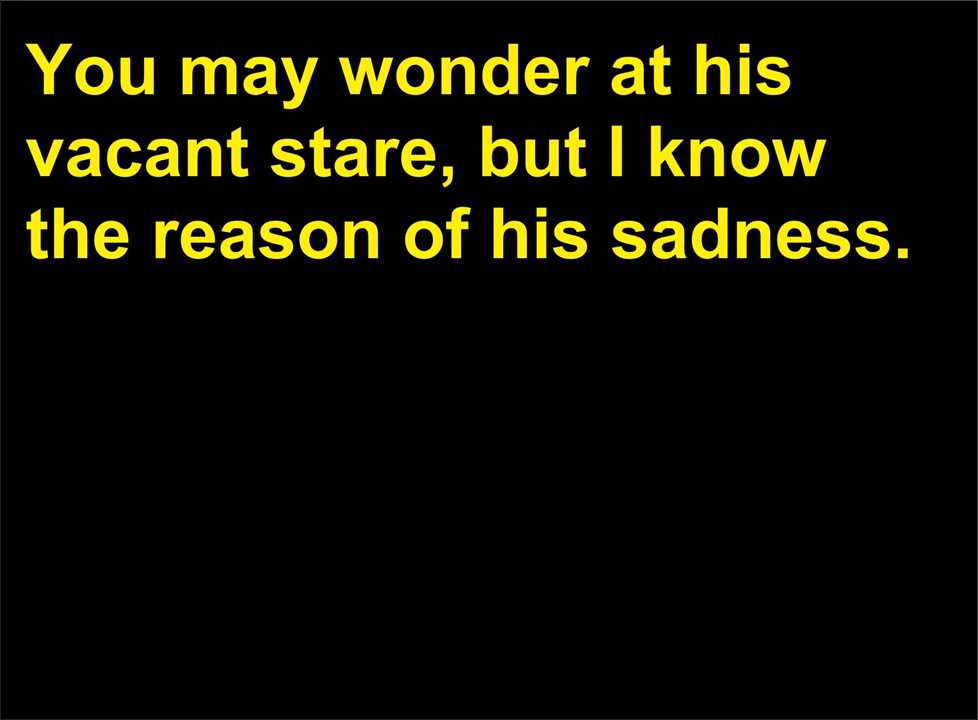 You may wonder at his
vacant stare, but I know
the reason of his sadness.